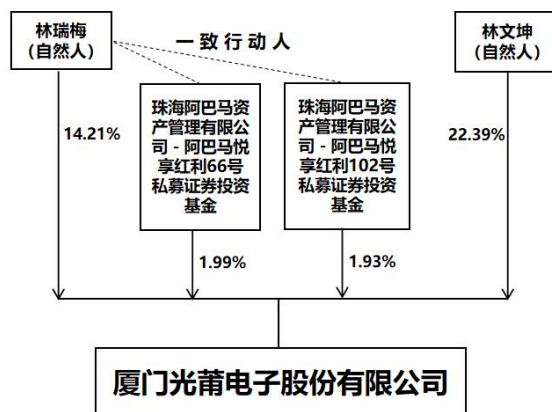 林瑞梅
（自然人）
一致行动人
林文坤
（自然人）
珠海阿巴马资
产管理有限公
司－阿巴马悦
享红利66号
私募证券投资
基金
珠海阿巴马资
产管理有限公
司－阿巴马悦
享红利102号
私募证券投资
基金
14.21%
22.39%
1.99%
1.93%
厦门光莆电子股份有限公司